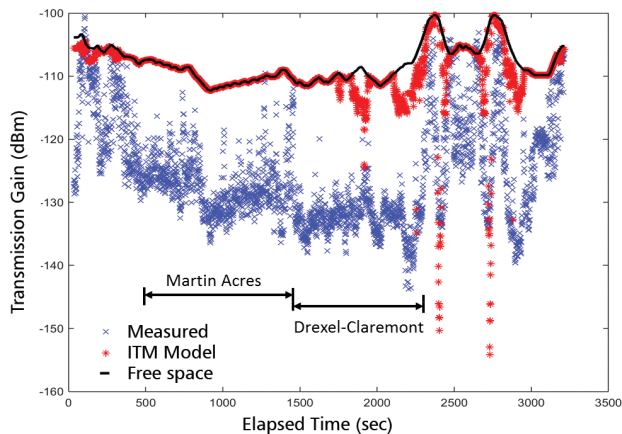 -100
-110
-120
-130
-140
-150
-160
Transmission Gain (dBm)
Martin Acres
Drexel-Claremont
Measured
ITM Model
Free space
0 500 1000 1500 2000 2500 3000 3500
Elapsed Time (sec)